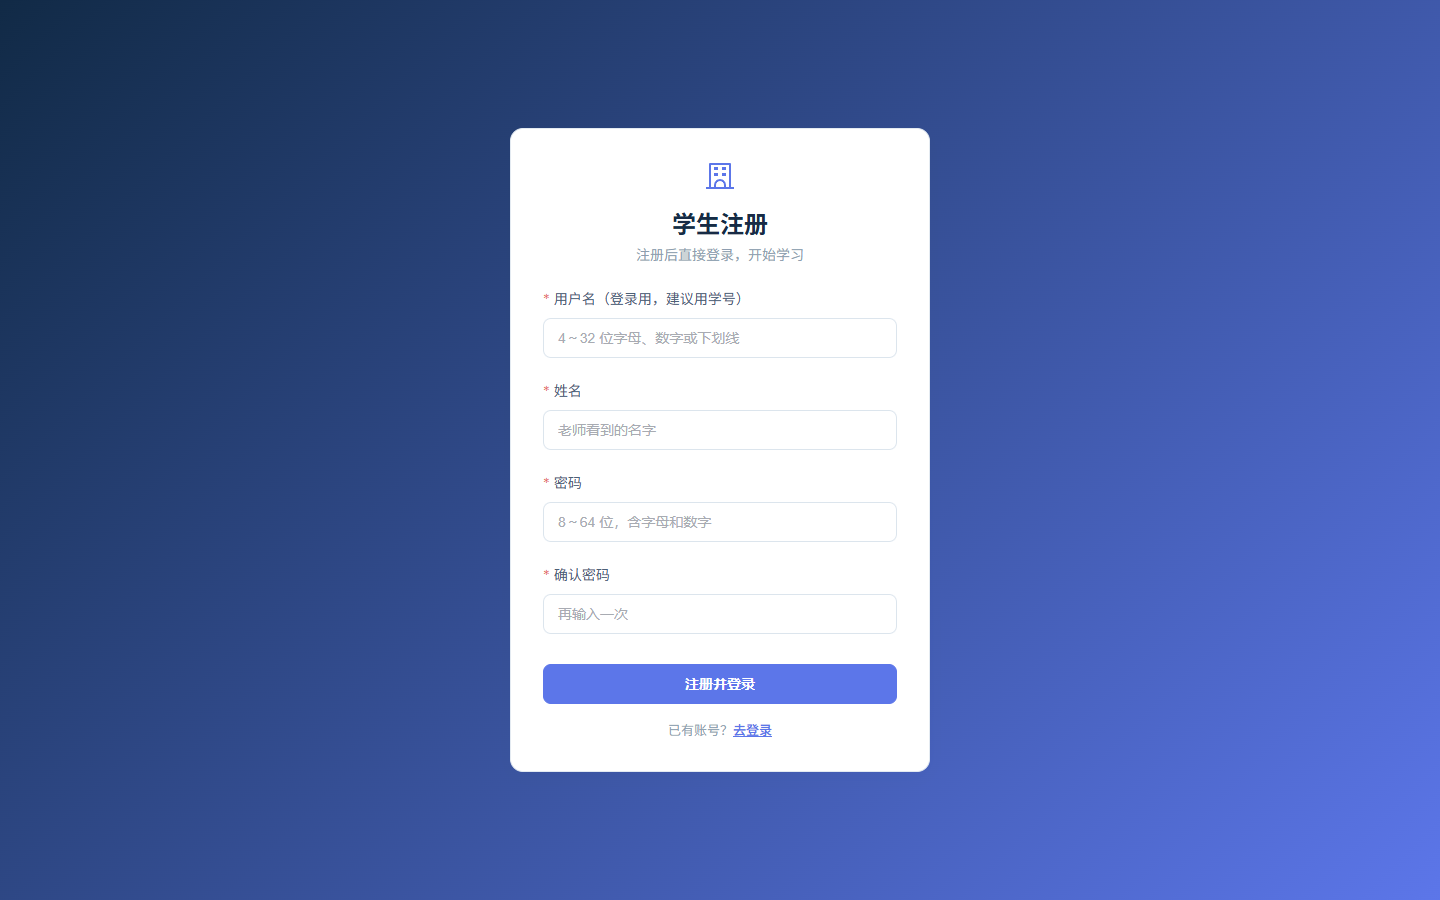 学生注册
注册后直接登录，开始学习
* 用户名（登录用，建议用学号）
4～32 位字母、数字或下划线
* 姓名
老师看到的名字
* 密码
8～64 位，含字母和数字
* 确认密码
再输入一次
注册并登录
已有账号？去登录